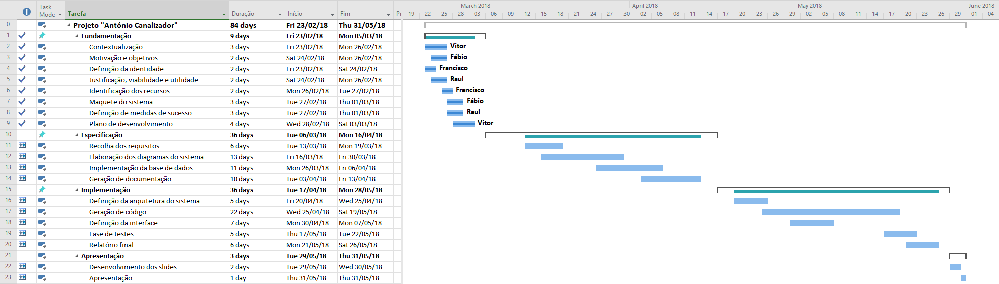 March 2018 April 2018 May 2018 June 2018
Task Mode Tarefa Duração Início Fim Pr 19 22 25 28 03 06 09 12 15 18 21 24 27 30 02 05 08 11 14 17 20 23 26 29 02 05 08 11 14 17 20 23 26 29 01 04
0 Projeto "António Canalizador" 84 days Fri 23/02/18 Thu 31/05/18
1 Fundamentação 9 days Fri 23/02/18 Mon 05/03/18
2 Contextualização 3 days Fri 23/02/18 Mon 26/02/18 Vitor
3 Motivação e objetivos 2 days Sat 24/02/18 Mon 26/02/18 Fábio
4 Definição da identidade 2 days Fri 23/02/18 Sat 24/02/18 Francisco
5 Justificação, viabilidade e utilidade 2 days Sat 24/02/18 Mon 26/02/18 Raul
6 Identificação dos recursos 2 days Mon 26/02/18 Tue 27/02/18 Francisco
7 Maquete do sistema 3 days Tue 27/02/18 Thu 01/03/18 Fábio
8 Definição de medidas de sucesso 3 days Tue 27/02/18 Thu 01/03/18 Raul
9 Plano de desenvolvimento 4 days Wed 28/02/18 Sat 03/03/18 Vitor
10 Especificação 36 days Tue 06/03/18 Mon 16/04/18
11 Recolha dos requisitos 6 days Tue 13/03/18 Mon 19/03/18
12 Elaboração dos diagramas do sistema 13 days Fri 16/03/18 Fri 30/03/18
13 Implementação da base de dados 11 days Mon 26/03/18 Fri 06/04/18
14 Geração de documentação 10 days Tue 03/04/18 Fri 13/04/18
15 Implementação 36 days Tue 17/04/18 Mon 28/05/18
16 Definição da arquitetura do sistema 5 days Fri 20/04/18 Wed 25/04/18
17 Geração de código 22 days Wed 25/04/18 Sat 19/05/18
18 Definição da interface 7 days Mon 30/04/18 Mon 07/05/18
19 Fase de testes 5 days Thu 17/05/18 Tue 22/05/18
20 Relatório final 6 days Mon 21/05/18 Sat 26/05/18
21 Apresentação 3 days Tue 29/05/18 Thu 31/05/18
22 Desenvolvimento dos slides 2 days Tue 29/05/18 Wed 30/05/18
23 Apresentação 1 day Thu 31/05/18 Thu 31/05/18